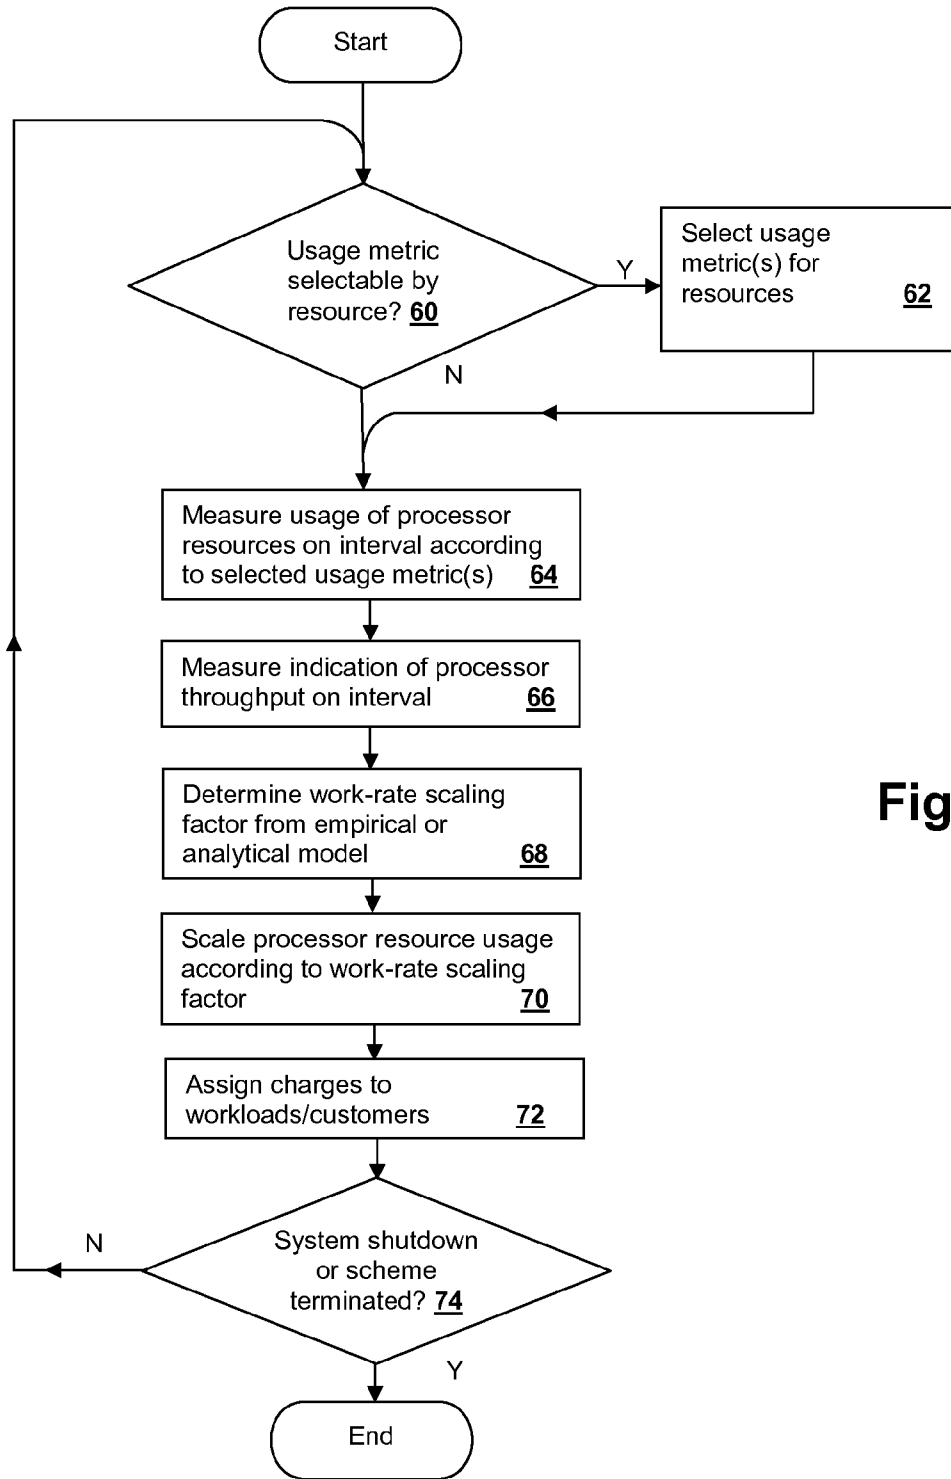 Start
Usage metric
selectable by
resource? 60
Y
Select usage
metric(s) for
resources 62
N
Measure usage of processor
resources on interval according
to selected usage metric(s) 64
Measure indication of processor
throughput on interval 66
Determine work-rate scaling
factor from empirical or
analytical model 68
Fig
Scale processor resource usage
according to work-rate scaling
factor 70
Assign charges to
workloads/customers 72
N
System shutdown
or scheme
terminated? 74
Y
End